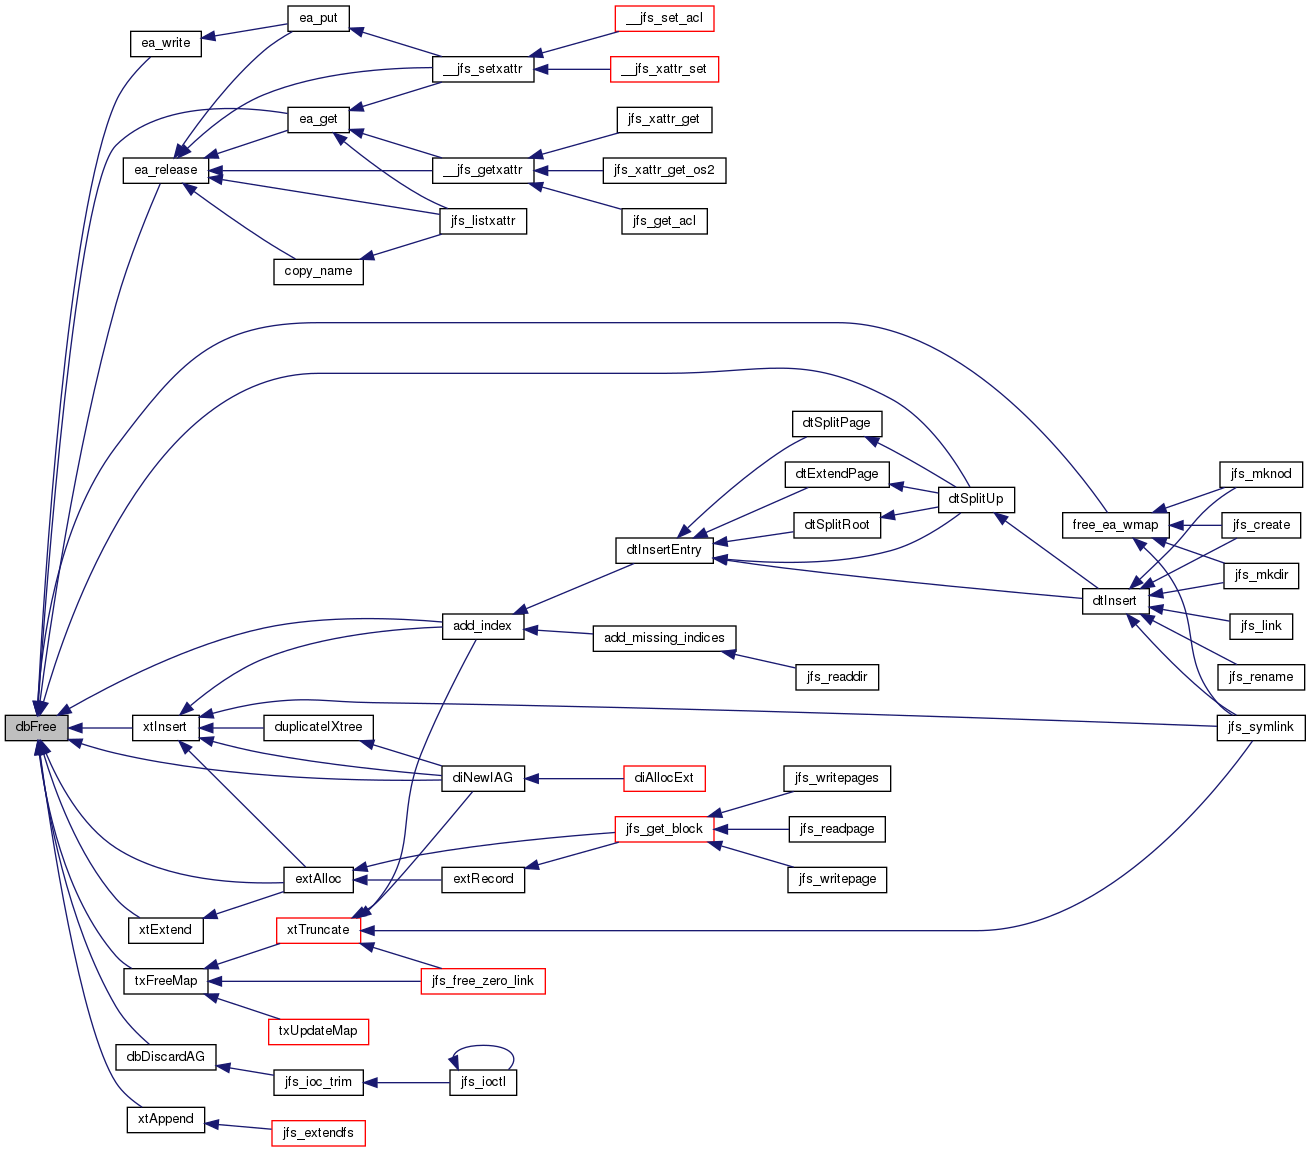 ea_put
__jfs_set_acl
ea_write
__jfs_setxattr
__jfs_xattr_set
ea_get
jfs_xattr_get
ea_release
__jfs_getxattr
jfs_xattr_get_os2
jfs_listxattr
jfs_get_acl
copy_name
dtSplitPage
dtExtendPage
jfs_mknod
dtSplitUp
dtSplitRoot
free_ea_wmap
jfs_create
dtInsertEntry
jfs_mkdir
dtInsert
add_index
jfs_link
add_missing_indices
jfs_readdir
jfs_rename
dbFree
xtInsert
duplicateIXtree
jfs_symlink
diNewIAG
diAllocExt
jfs_writepages
jfs_get_block
jfs_readpage
extAlloc
extRecord
jfs_writepage
xtExtend
xtTruncate
txFreeMap
jfs_free_zero_link
txUpdateMap
dbDiscardAG
jfs_ioc_trim
jfs_ioctl
xtAppend
jfs_extendfs